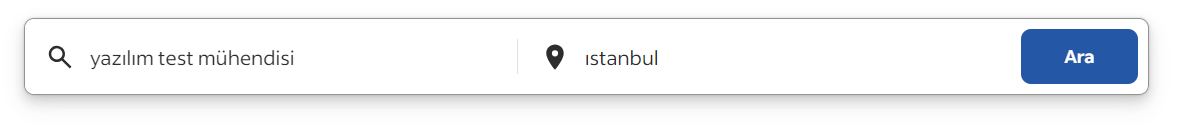 yazılım test mühendisi
ıstanbul
Ara